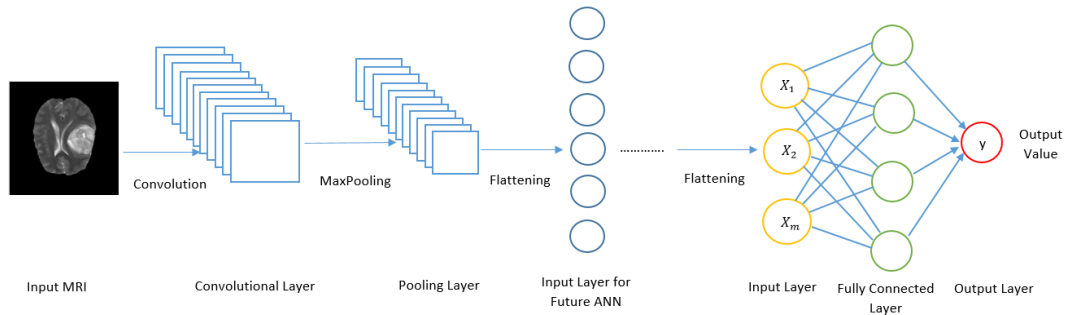 Convolution
MaxPooling
Flattening
.............
Flattening
X₁
X₂
Xₘ
y
Output
Value
Input MRI
Convolutional Layer
Pooling Layer
Input Layer for
Future ANN
Input Layer
Fully Connected
Layer
Output Layer